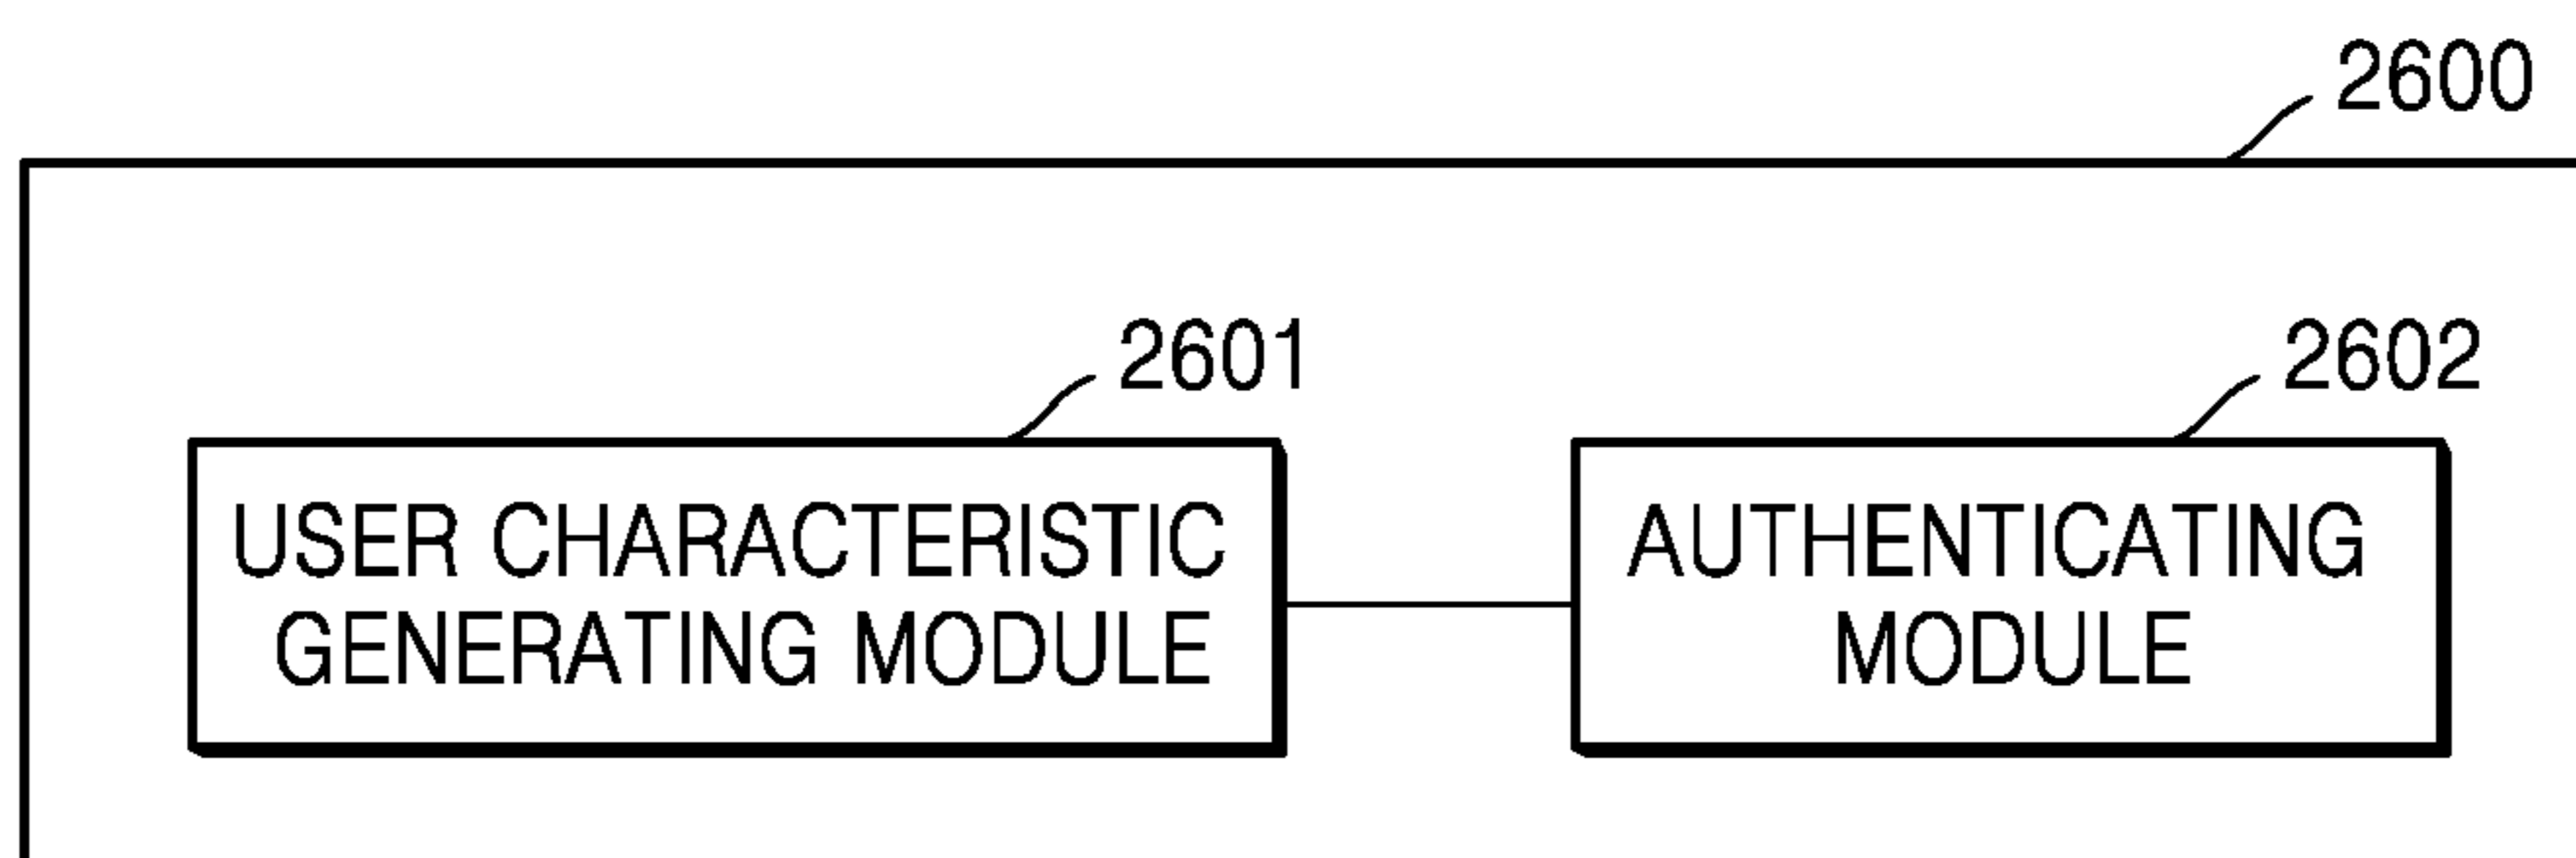 2600
2601
2602
USER CHARACTERISTIC
GENERATING MODULE
AUTHENTICATING
MODULE